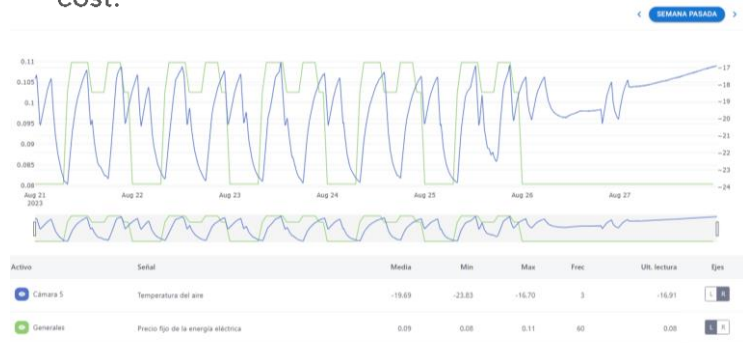 cost.
‹ SEMANA PASADA ›
0.11
0.105
0.1
0.095
0.09
0.085
0.08
-17
-18
-19
-20
-21
-22
-23
-24
Aug 21 Aug 22 Aug 23 Aug 24 Aug 25 Aug 26 Aug 27
2023
Activo Señal Media Min Max Frec Ult. lectura Ejes
Cámara 5 Temperatura del aire -19.69 -23.83 -16.70 3 -16.91 L R
Generales Precio fijo de la energía eléctrica 0.09 0.08 0.11 60 0.08 L R